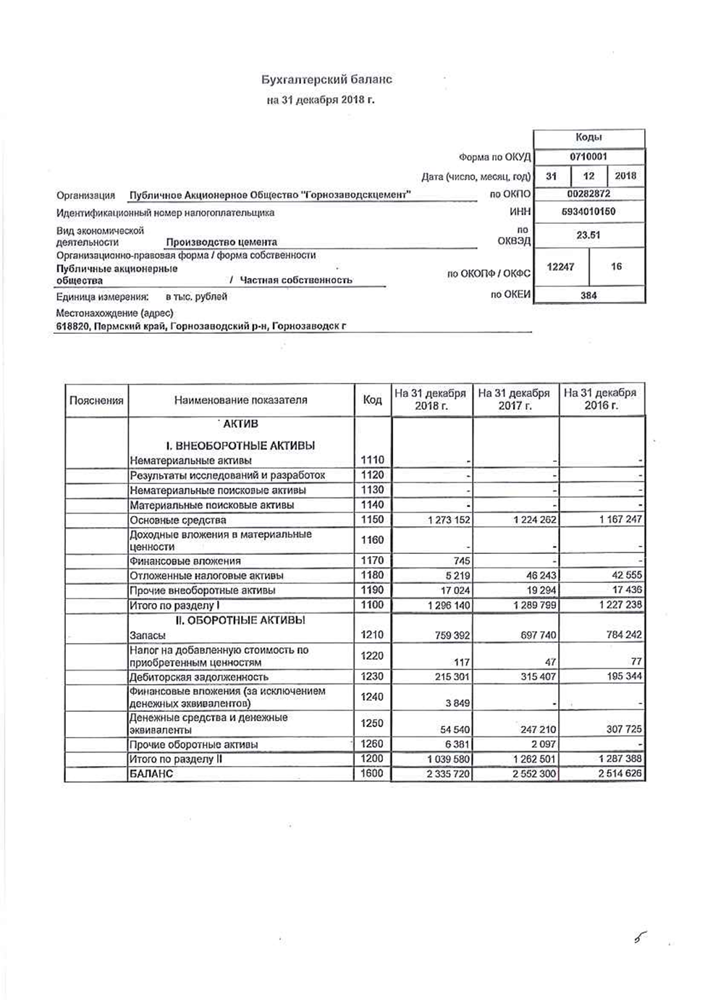 Бухгалтерский баланс
на 31 декабря 2018 г.
Коды
Форма по ОКУД 0710001
Дата (число, месяц, год) 31 12 2018
Организация Публичное Акционерное Общество "Горнозаводскцемент" по ОКПО 00282872
Идентификационный номер налогоплательщика ИНН 5934010150
Вид экономической
деятельности Производство цемента по
ОКВЭД 23.51
Организационно-правовая форма / форма собственности
Публичные акционерные
общества / Частная собственность по ОКОПФ / ОКФС 12247 16
Единица измерения: в тыс. рублей по ОКЕИ 384
Местонахождение (адрес)
618820, Пермский край, Горнозаводский р-н, Горнозаводск г
Пояснения Наименование показателя Код На 31 декабря 2018 г. На 31 декабря 2017 г. На 31 декабря 2016 г.
АКТИВ
I. ВНЕОБОРОТНЫЕ АКТИВЫ
Нематериальные активы 1110 - - -
Результаты исследований и разработок 1120 - - -
Нематериальные поисковые активы 1130 - - -
Материальные поисковые активы 1140 - - -
Основные средства 1150 1 273 152 1 224 262 1 167 247
Доходные вложения в материальные
ценности 1160 - - -
Финансовые вложения 1170 745 - -
Отложенные налоговые активы 1180 5 219 46 243 42 555
Прочие внеоборотные активы 1190 17 024 19 294 17 436
Итого по разделу I 1100 1 296 140 1 289 799 1 227 238
II. ОБОРОТНЫЕ АКТИВЫ
Запасы 1210 759 392 697 740 784 242
Налог на добавленную стоимость по
приобретенным ценностям 1220 117 47 77
Дебиторская задолженность 1230 215 301 315 407 195 344
Финансовые вложения (за исключением
денежных эквивалентов) 1240 3 849 - -
Денежные средства и денежные
эквиваленты 1250 54 540 247 210 307 725
Прочие оборотные активы 1260 6 381 2 097 -
Итого по разделу II 1200 1 039 580 1 262 501 1 287 388
БАЛАНС 1600 2 335 720 2 552 300 2 514 626
5